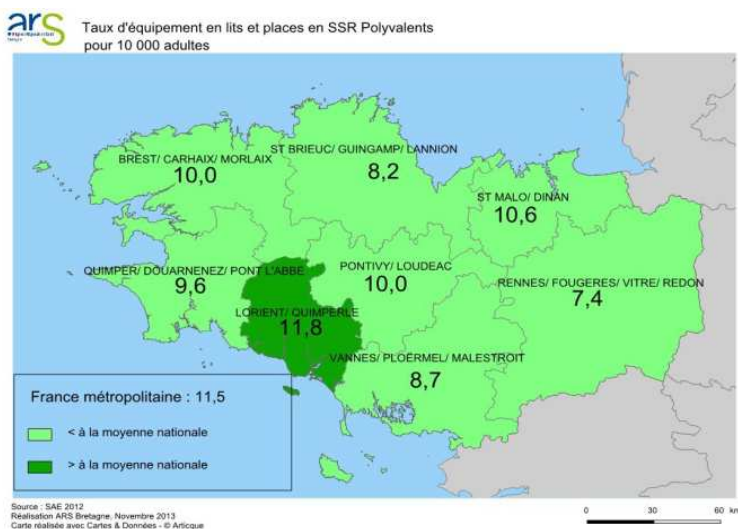 ars
Taux d'équipement en lits et places en SSR Polyvalents
pour 10 000 adultes
BREST/ CARHAIX/ MORLAIX
10,0
ST BRIEUC/ GUINGAMP/ LANNION
8,2
ST MALO/ DINAN
10,6
QUIMPER/ DOUARNENEZ/ PONT L'ABBE
9,6
PONTIVY/ LOUDEAC
10,0
RENNES/ FOUGERES/ VITRE/ REDON
7,4
LORIENT/ QUIMPERLE
11,8
VANNES/ PLOËRMEL/ MALESTROIT
8,7
France métropolitaine : 11,5
< à la moyenne nationale
> à la moyenne nationale
Source : SAE 2012
Réalisation ARS Bretagne, Novembre 2013
Carte réalisée avec Cartes & Données - © Articque
0 30 60 km